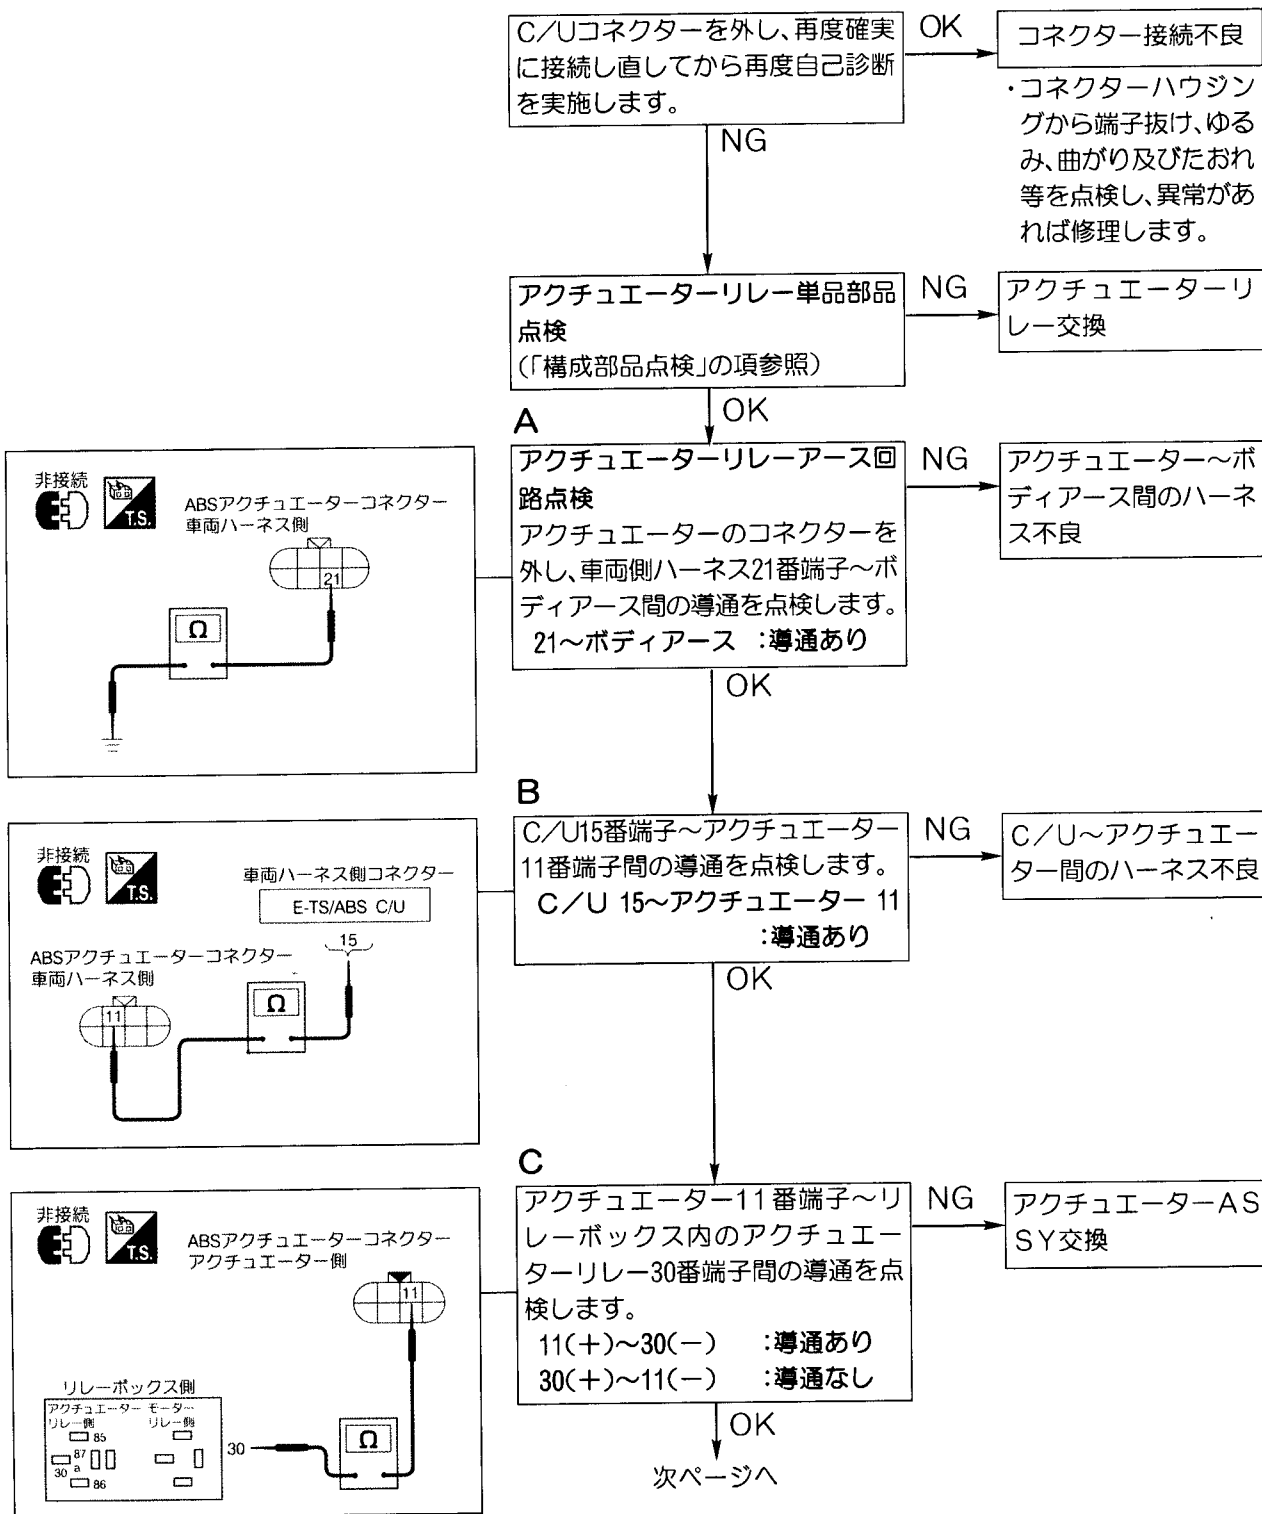 C/Uコネクターを外し、再度確実
に接続し直してから再度自己診断
を実施します。
OK
コネクター接続不良
・コネクターハウジン
グから端子抜け、ゆる
み、曲がり及びたおれ
等を点検し、異常があ
れば修理します。
NG
アクチュエーターリレー単品部品
点検
(「構成部品点検」の項参照)
NG
アクチュエーターリ
レー交換
OK
A
アクチュエーターリレーアース回
路点検
アクチュエーターのコネクターを
外し、車両側ハーネス21番端子～ボ
ディアース間の導通を点検します。
21～ボディアース :導通あり
NG
アクチュエーター～ボ
ディアース間のハーネ
ス不良
非接続
T.S.
ABSアクチュエーターコネクター
車両ハーネス側
21
Ω
OK
B
C/U15番端子～アクチュエーター
11番端子間の導通を点検します。
C/U 15～アクチュエーター 11
:導通あり
NG
C/U～アクチュエー
ター間のハーネス不良
非接続
T.S.
車両ハーネス側コネクター
E-TS/ABS C/U
15
ABSアクチュエーターコネクター
車両ハーネス側
11
Ω
OK
C
アクチュエーター11番端子～リ
レーボックス内のアクチュエー
ターリレー30番端子間の導通を点
検します。
11(+)～30(-) :導通あり
30(+)～11(-) :導通なし
NG
アクチュエーターAS
SY交換
非接続
T.S.
ABSアクチュエーターコネクター
アクチュエーター側
11
リレーボックス側
アクチュエーター モーター
リレー側 リレー側
85
87
a
30
86
30
Ω
OK
次ページへ